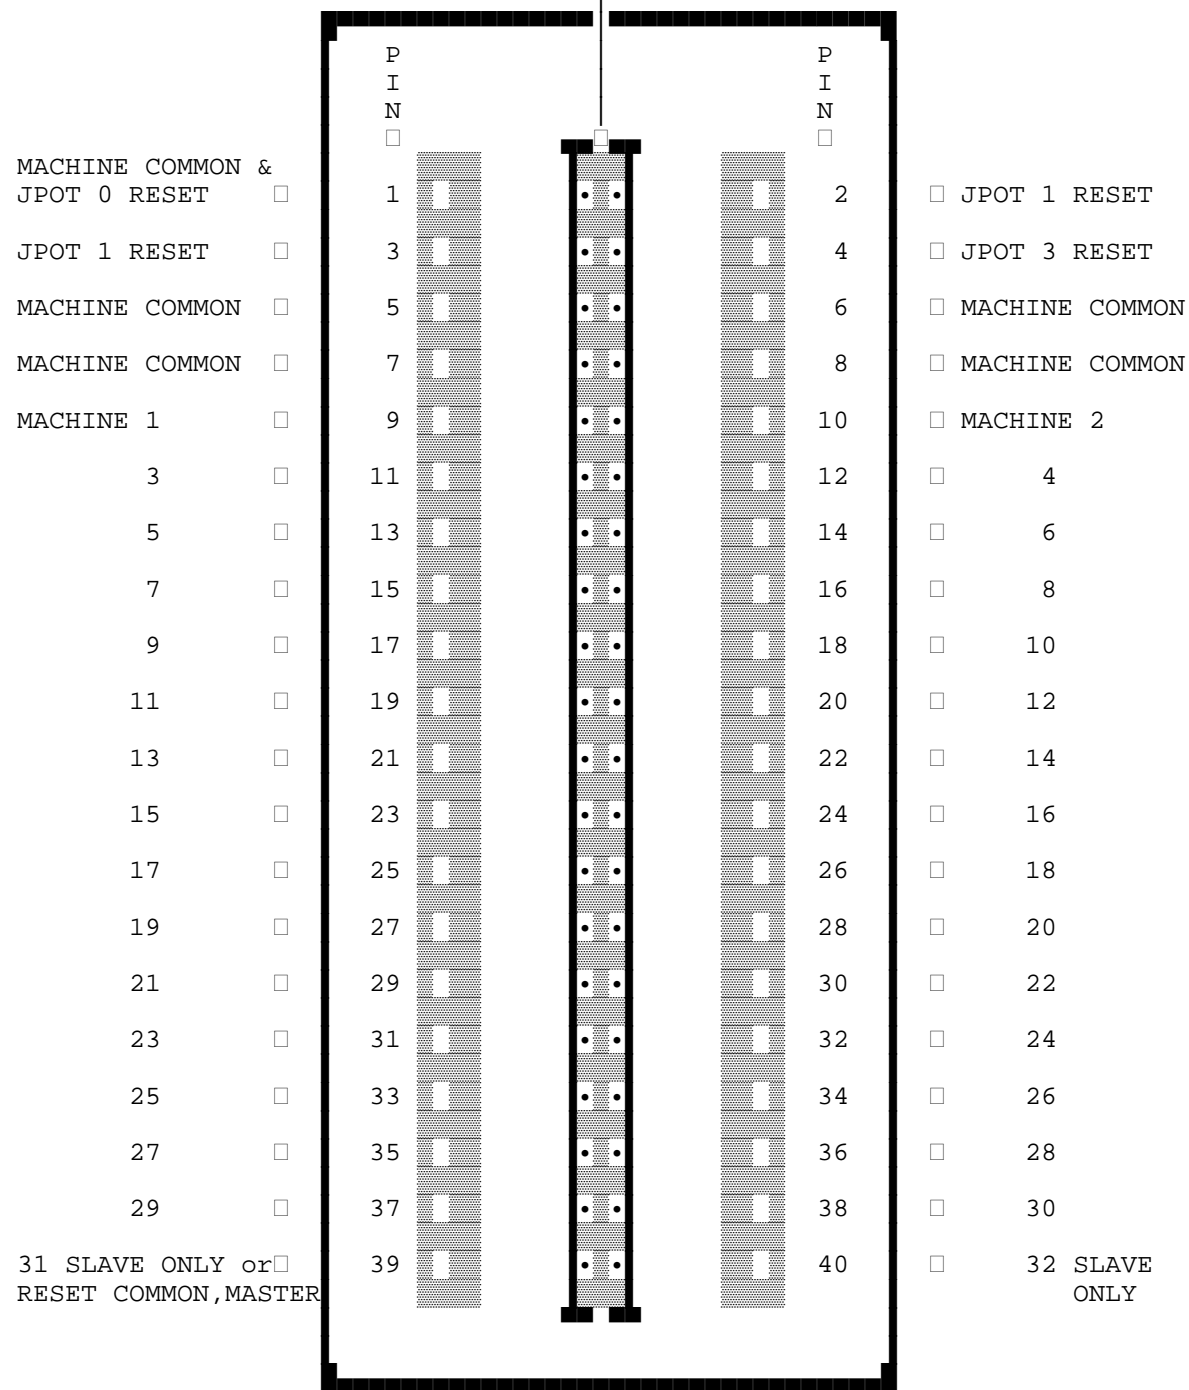 P P
I I
N N
MACHINE COMMON &
JPOT 0 RESET 1 2 JPOT 1 RESET
JPOT 1 RESET 3 4 JPOT 3 RESET
MACHINE COMMON 5 6 MACHINE COMMON
MACHINE COMMON 7 8 MACHINE COMMON
MACHINE 1 9 10 MACHINE 2
3 11 12 4
5 13 14 6
7 15 16 8
9 17 18 10
11 19 20 12
13 21 22 14
15 23 24 16
17 25 26 18
19 27 28 20
21 29 30 22
23 31 32 24
25 33 34 26
27 35 36 28
29 37 38 30
31 SLAVE ONLY or 39 40 32 SLAVE
RESET COMMON,MASTER ONLY